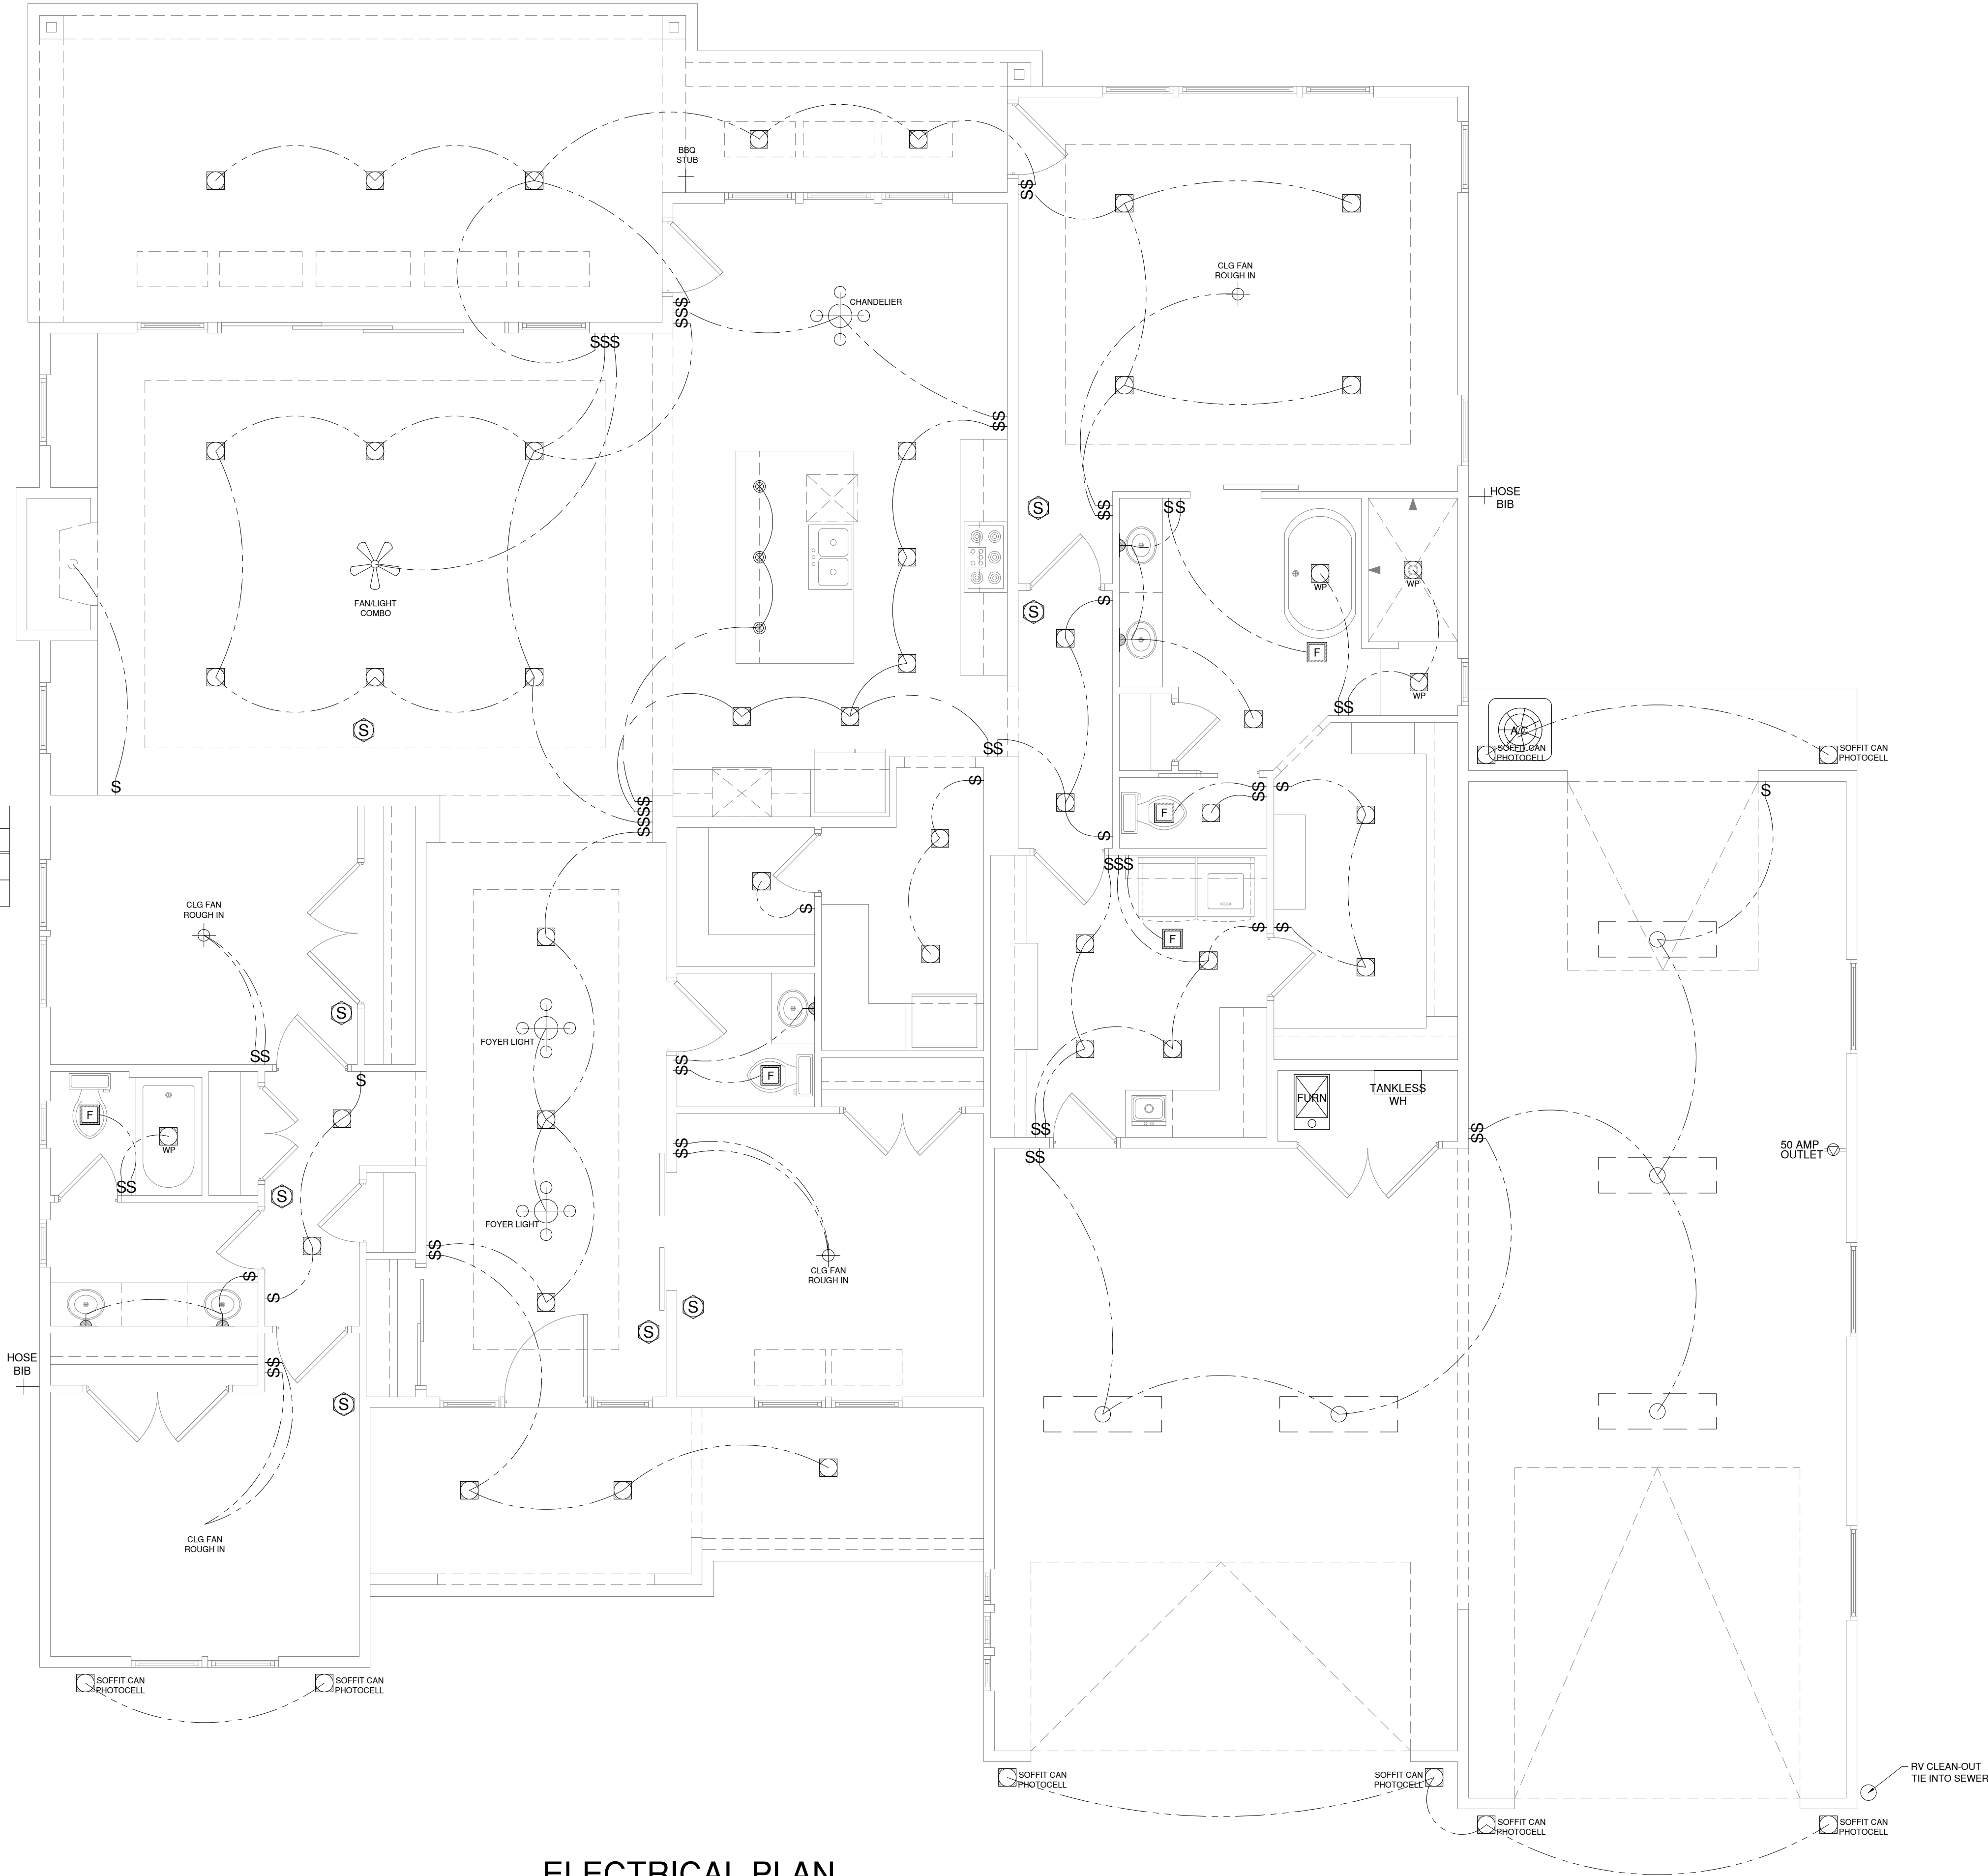 BBQ
STUB
$$
CLG FAN
ROUGH IN
CHANDELIER
$$$
$$$
$$
S
$$
$$
HOSE
BIB
FAN/LIGHT
COMBO
S
$
WP
WP
F
WP
S
$$
A/C
SOFFIT CAN
PHOTOCELL
SOFFIT CAN
PHOTOCELL
$$
$
$
$$$$
F
$$
$
$
$
$
CLG FAN
ROUGH IN
$$$
F
$
$
S
FOYER LIGHT
$$
$
$$
F
F
WP
$$
FURN
TANKLESS
WH
$$
$$
$$
$$
50 AMP
OUTLET
S
FOYER LIGHT
$$
$
$
CLG FAN
ROUGH IN
S
S
HOSE
BIB
$$
S
CLG FAN
ROUGH IN
SOFFIT CAN
PHOTOCELL
SOFFIT CAN
PHOTOCELL
SOFFIT CAN
PHOTOCELL
SOFFIT CAN
PHOTOCELL
RV CLEAN-OUT
TIE INTO SEWER
SOFFIT CAN
PHOTOCELL
SOFFIT CAN
PHOTOCELL
ELECTRICAL PLAN